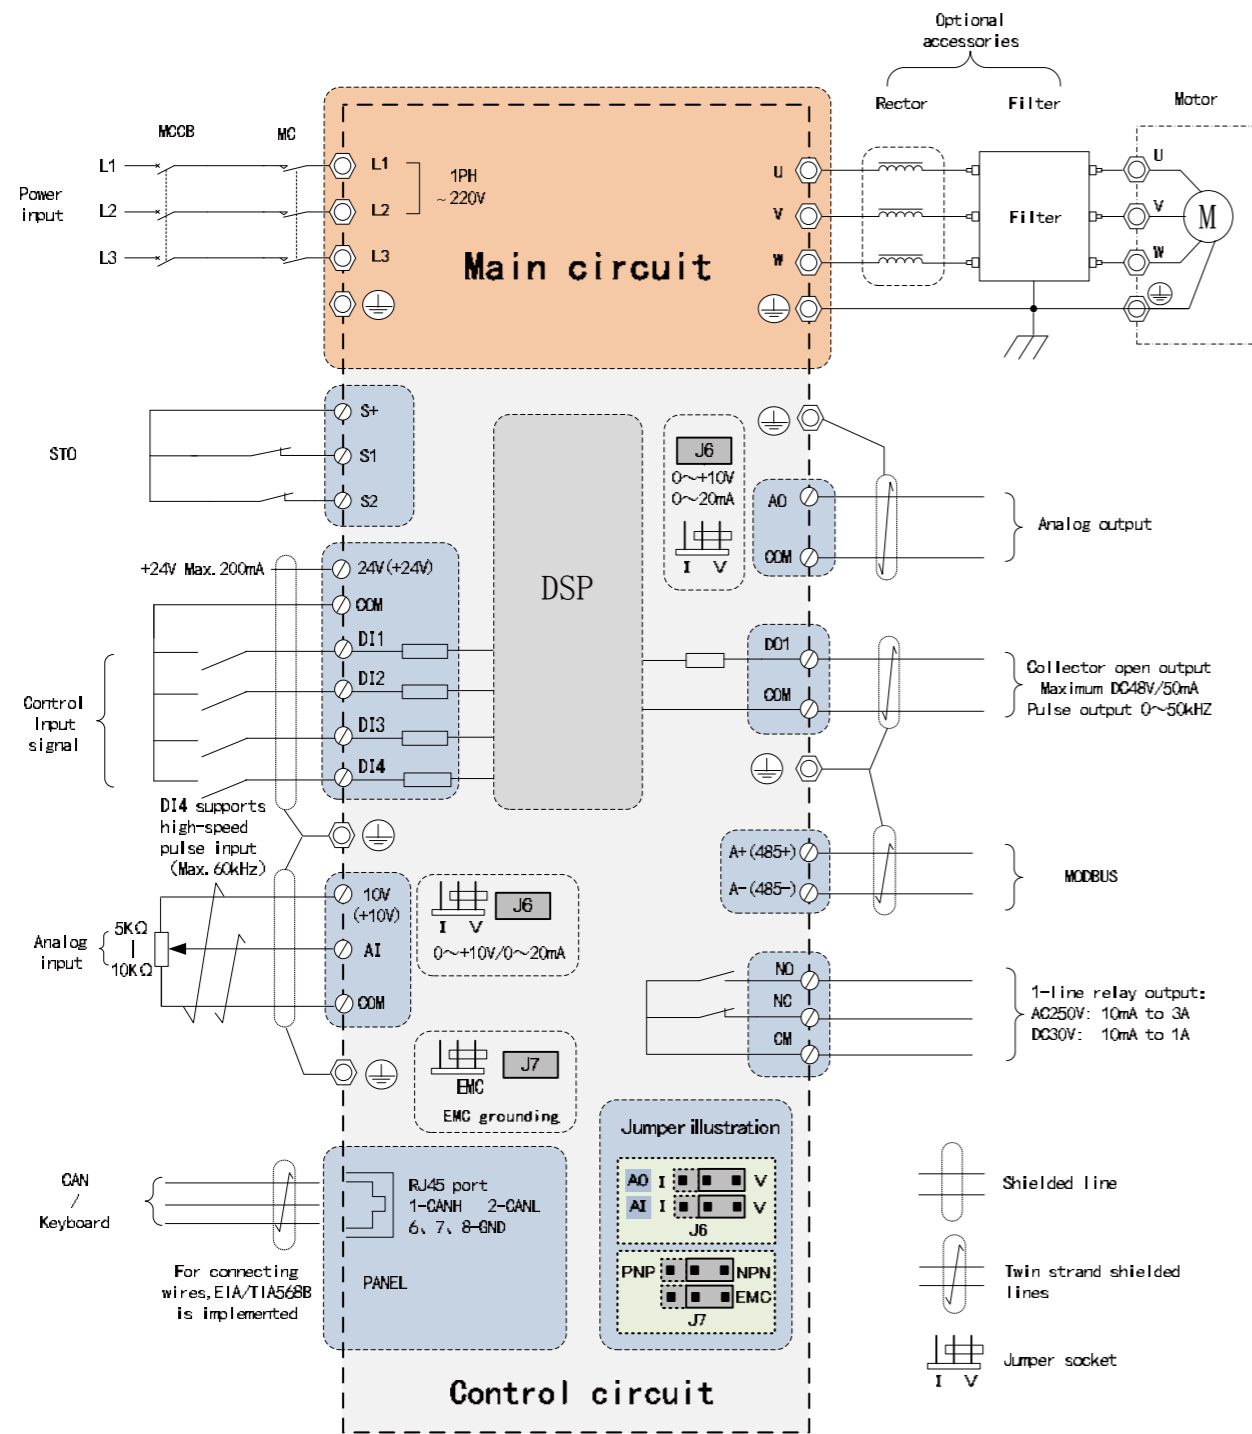 Optional
accessories
Rector
Filter
Motor
MCCB
MC
Power
input
L1
L2
L3
L1
L2
L3
1PH
~220V
Main circuit
U
V
W
Filter
U
V
W
M
STO
S+
S1
S2
J6
0～+10V
0～20mA
I V
AO
COM
Analog output
DSP
+24V Max.200mA
24V(+24V)
COM
DI1
DI2
DI3
DI4
Control
Input
signal
DI4 supports
high-speed
pulse input
(Max.60kHz)
DO1
COM
Collector open output
Maximum DC48V/50mA
Pulse output 0～50kHZ
A+(485+)
A-(485-)
MODBUS
Analog
input
5KΩ
10KΩ
10V
(+10V)
AI
COM
I V
J6
0～+10V/0～20mA
NO
NC
CM
1-line relay output:
AC250V: 10mA to 3A
DC30V: 10mA to 1A
EMC
J7
EMC grounding
Jumper illustration
AO I V
AI I V
J6
PNP NPN
EMC
J7
CAN
/
Keyboard
RJ45 port
1-CANH 2-CANL
6、7、8-GND
PANEL
For connecting
wires,EIA/TIA568B
is implemented
Shielded line
Twin strand shielded
lines
Jumper socket
I V
Control circuit